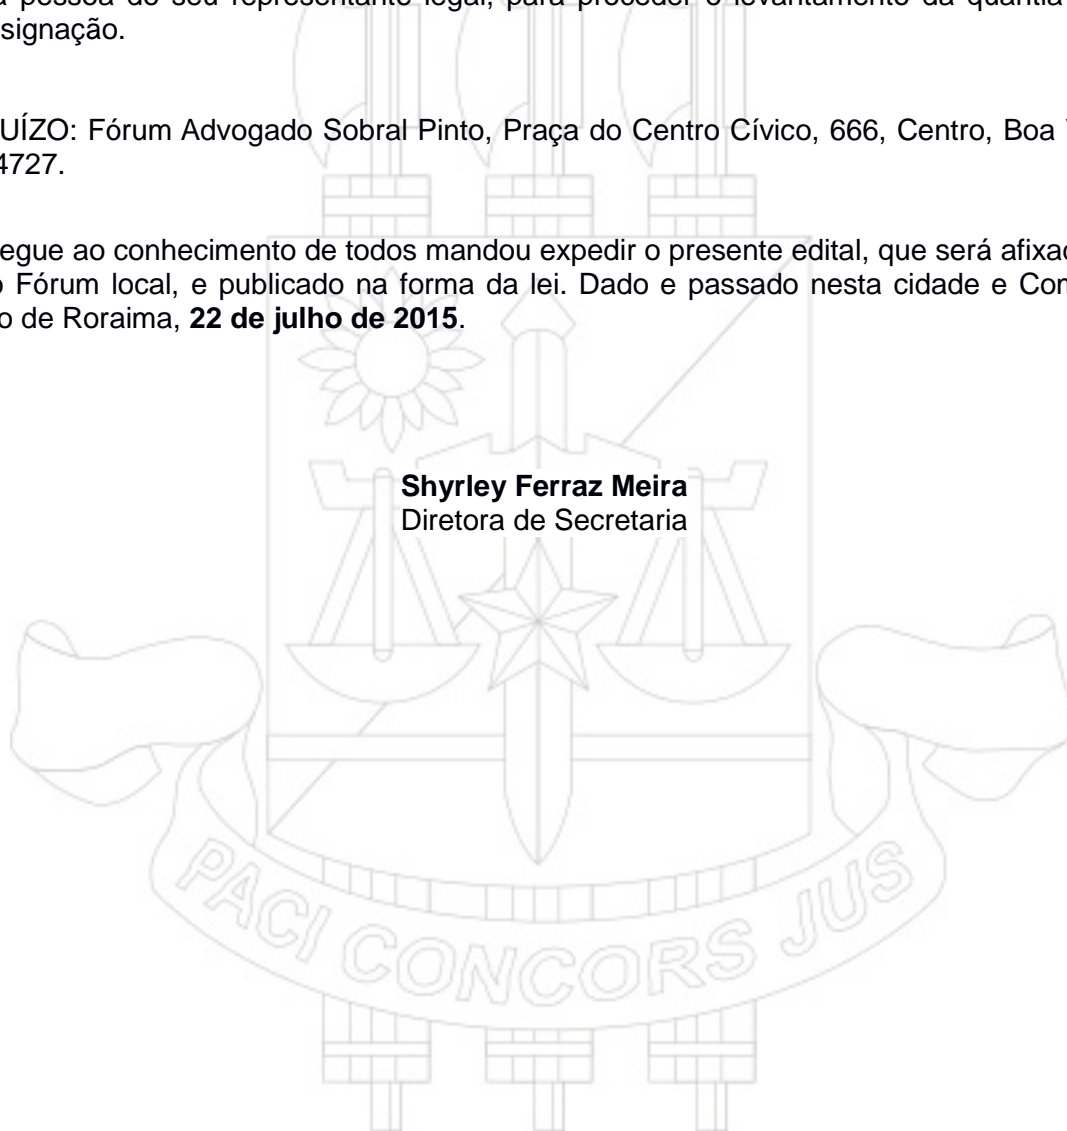 a pessoa do seu representante legal, para proceder o levantamento da quantia
signação.
UÍZO: Fórum Advogado Sobral Pinto, Praça do Centro Cívico, 666, Centro, Boa
4727.
egue ao conhecimento de todos mandou expedir o presente edital, que será afixa
o Fórum local, e publicado na forma da lei. Dado e passado nesta cidade e Co
o de Roraima, 22 de julho de 2015.
Shyrley Ferraz Meira
Diretora de Secretaria
PACI CONCORS JUS